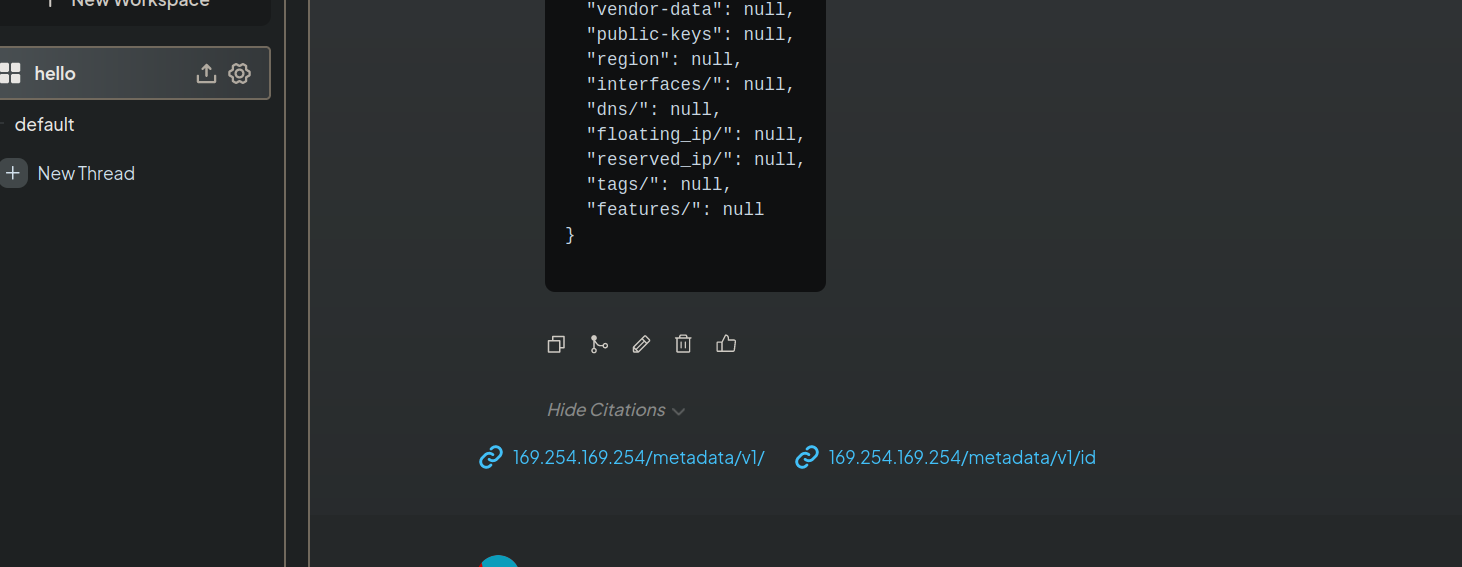 New Workspace
hello
default
New Thread
"vendor-data": null,
"public-keys": null,
"region": null,
"interfaces/": null,
"dns/": null,
"floating_ip/": null,
"reserved_ip/": null,
"tags/": null,
"features/": null
}
Hide Citations
169.254.169.254/metadata/v1/ 169.254.169.254/metadata/v1/id